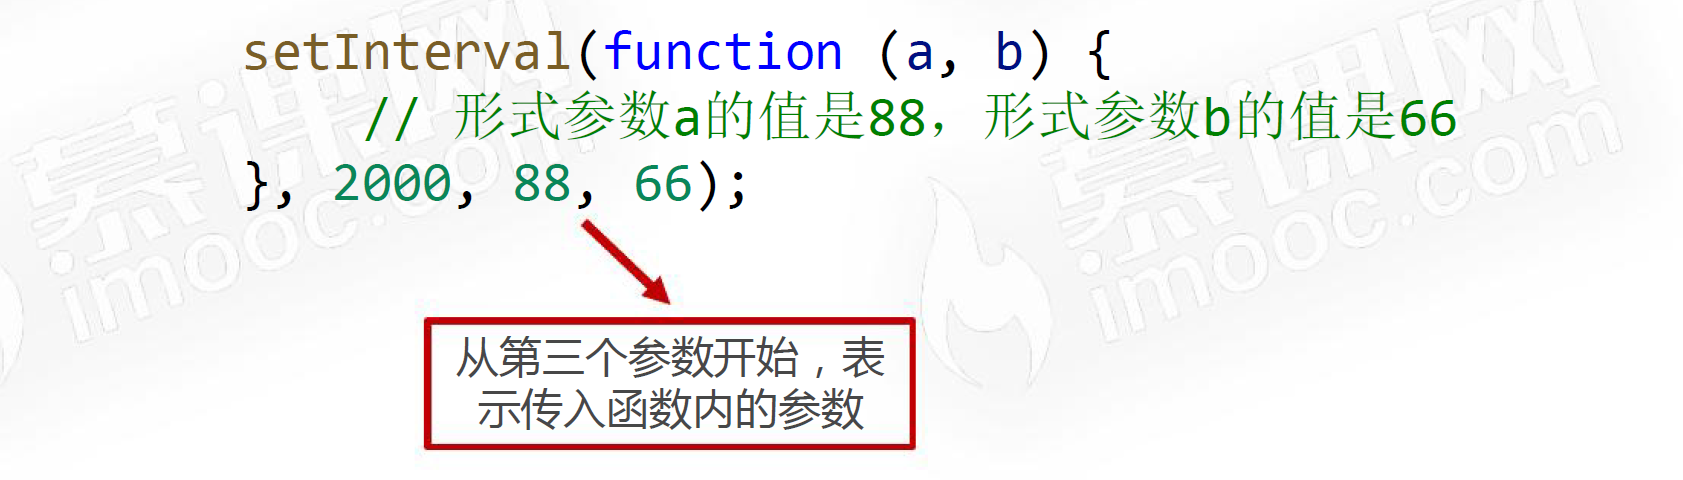 setInterval(function (a, b) {
// 形式参数a的值是88，形式参数b的值是66
}, 2000, 88, 66);
从第三个参数开始，表
示传入函数内的参数
慕课网
imooc.com
慕课网
imooc.com